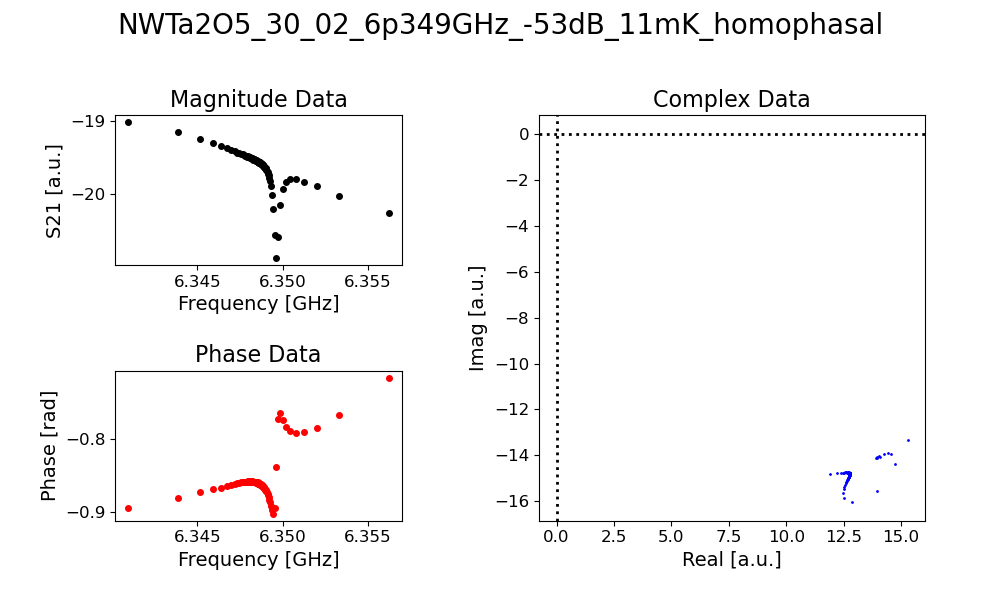 NWTa2O5_30_02_6p349GHz_-53dB_11mK_homophasal
Magnitude Data
S21 [a.u.]
−19
−20
6.345
6.350
6.355
Frequency [GHz]
Phase Data
Phase [rad]
−0.8
−0.9
6.345
6.350
6.355
Frequency [GHz]
Complex Data
Imag [a.u.]
0
−2
−4
−6
−8
−10
−12
−14
−16
0.0
2.5
5.0
7.5
10.0
12.5
15.0
Real [a.u.]